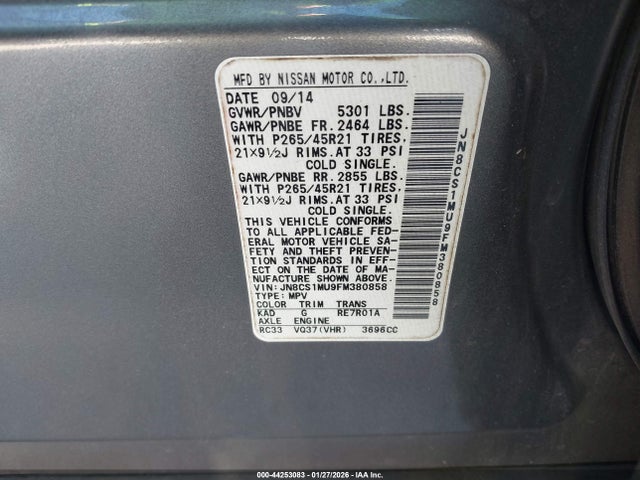 MFD BY NISSAN MOTOR CO.,LTD.
DATE 09/14
GVWR/PNBV 5301 LBS.
GAWR/PNBE FR. 2464 LBS.
WITH P265/45R21 TIRES,
21×9½J RIMS.AT 33 PSI
COLD SINGLE.
GAWR/PNBE RR. 2855 LBS.
WITH P265/45R21 TIRES,
21×9½J RIMS.AT 33 PSI
COLD SINGLE.
THIS VEHICLE CONFORMS
TO ALL APPLICABLE FED-
ERAL MOTOR VEHICLE SA-
FETY AND THEFT PREVENT-
ION STANDARDS IN EFF-
ECT ON THE DATE OF MA-
NUFACTURE SHOWN ABOVE.
VIN: JN8CS1MU9FM380858
TYPE: MPV
COLOR TRIM TRANS
KAD G RE7R01A
AXLE ENGINE
RC33 VQ37(VHR) 3696CC
JN8CS1MU9FM380858
000-44253083 - 01/27/2026 - IAA Inc.